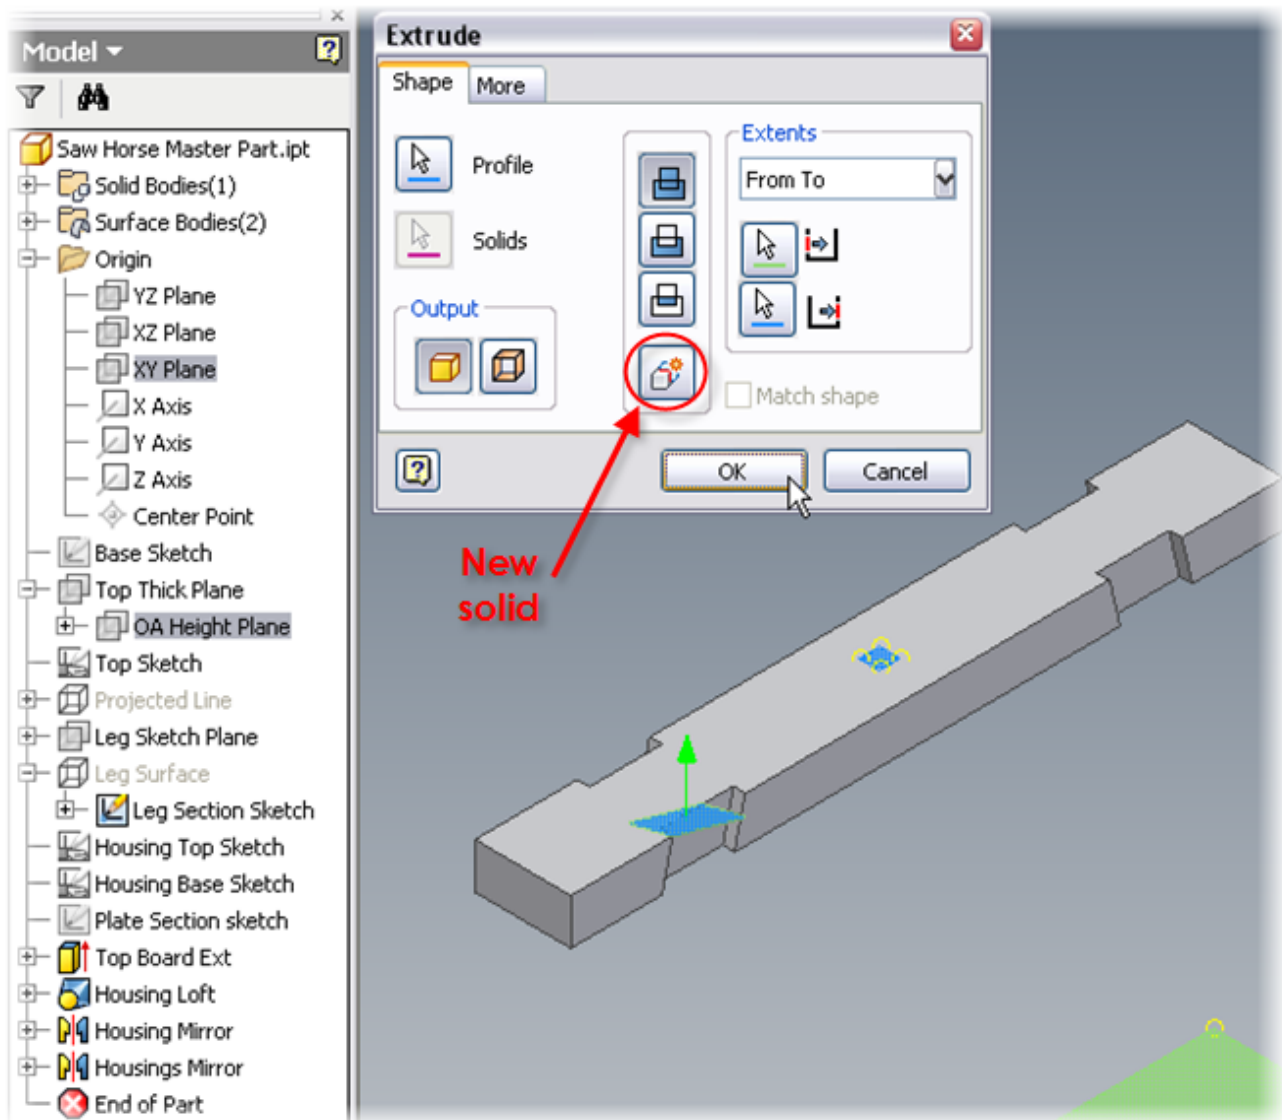 Model
Saw Horse Master Part.ipt
Solid Bodies(1)
Surface Bodies(2)
Origin
YZ Plane
XZ Plane
XY Plane
X Axis
Y Axis
Z Axis
Center Point
Base Sketch
Top Thick Plane
OA Height Plane
Top Sketch
Projected Line
Leg Sketch Plane
Leg Surface
Leg Section Sketch
Housing Top Sketch
Housing Base Sketch
Plate Section sketch
Top Board Ext
Housing Loft
Housing Mirror
Housings Mirror
End of Part
Extrude
Shape
More
Profile
Solids
Output
Extents
From To
Match shape
OK
Cancel
New
solid